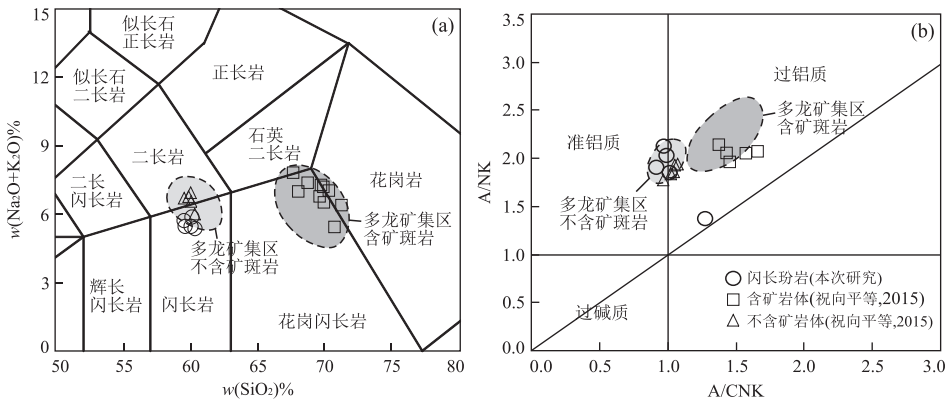 (a)
15
12
9
6
3
0
w(Na2O+K2O)%
50
55
60
65
70
75
80
w(SiO2)%
似长石
正长岩
似长石
二长岩
正长岩
二长岩
石英
二长岩
二长
闪长岩
花岗岩
多龙矿集区
含矿斑岩
多龙矿集区
不含矿斑岩
辉长
闪长岩
闪长岩
花岗闪长岩
(b)
3.5
3.0
2.5
2.0
1.5
1.0
0.5
0.0
A/NK
0.0
0.5
1.0
1.5
2.0
2.5
3.0
A/CNK
过铝质
准铝质
多龙矿集区
含矿斑岩
多龙矿集区
不含矿斑岩
过碱质
闪长玢岩(本次研究)
含矿岩体(祝向平等,2015)
不含矿岩体(祝向平等,2015)